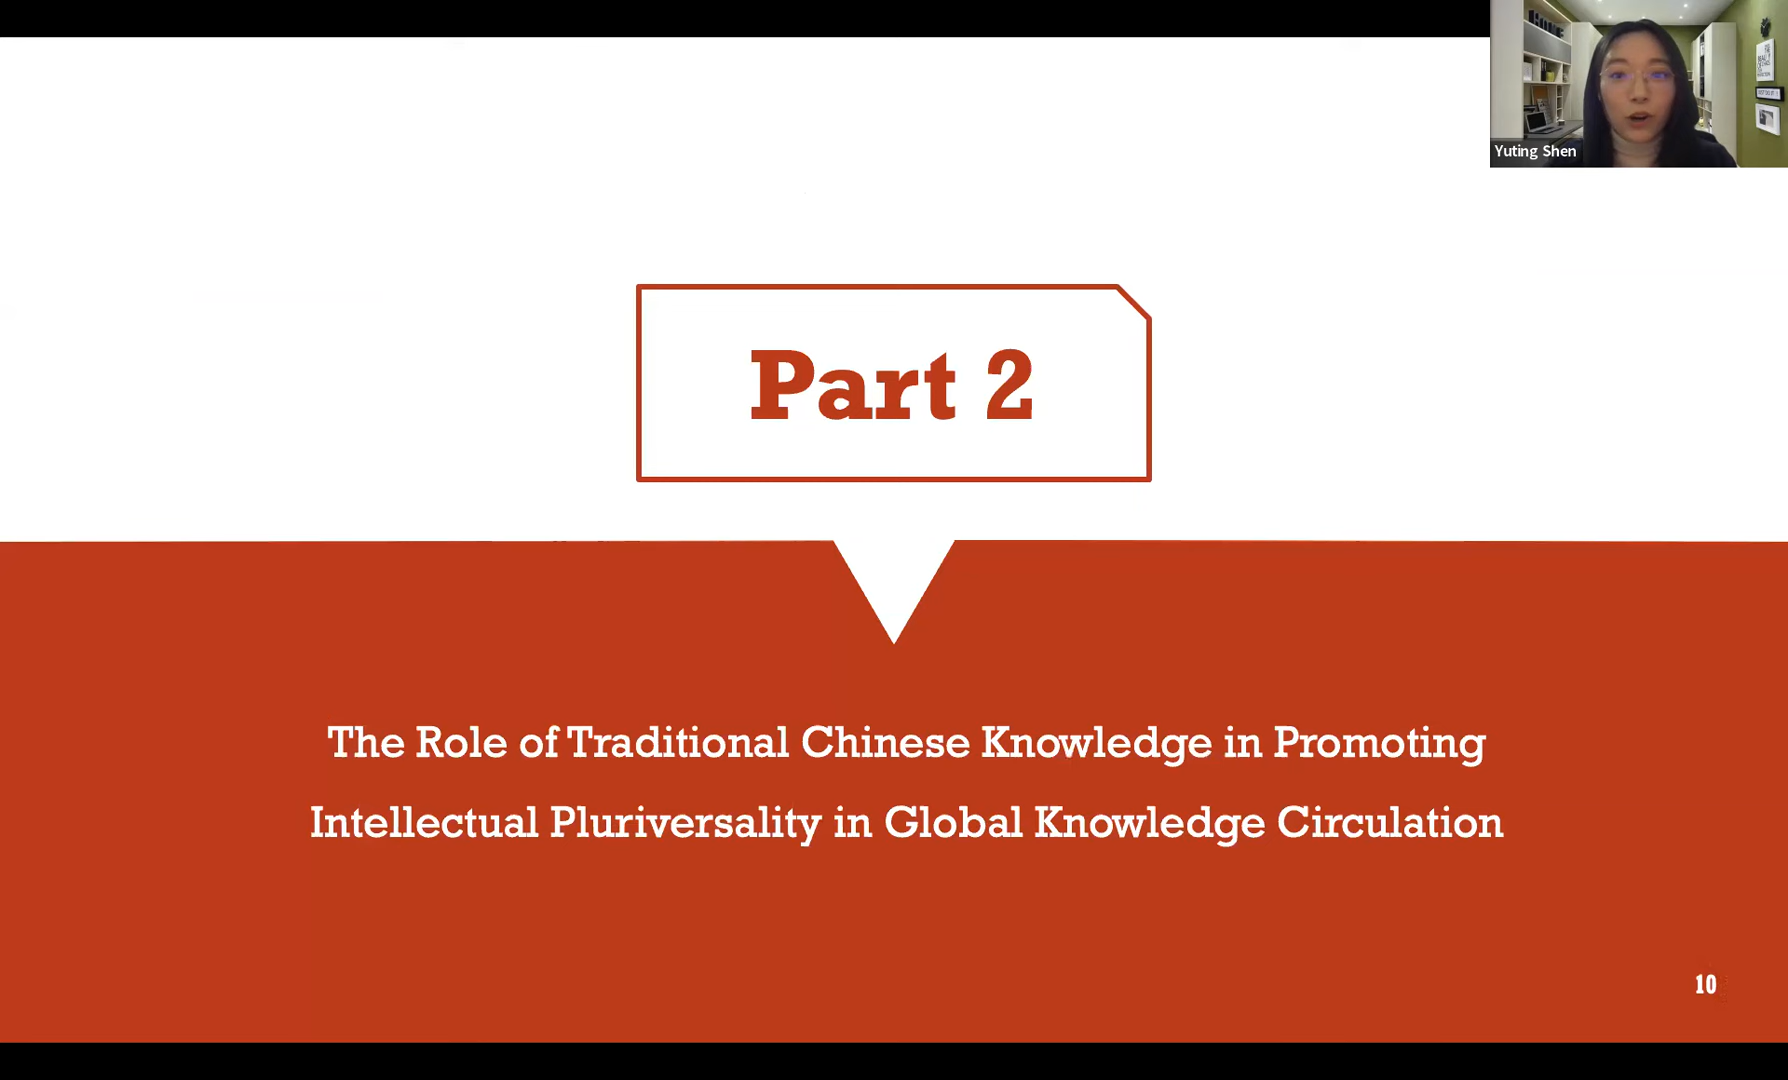 Yuting Shen
Part 2
The Role of Traditional Chinese Knowledge in Promoting
Intellectual Pluriversality in Global Knowledge Circulation
10